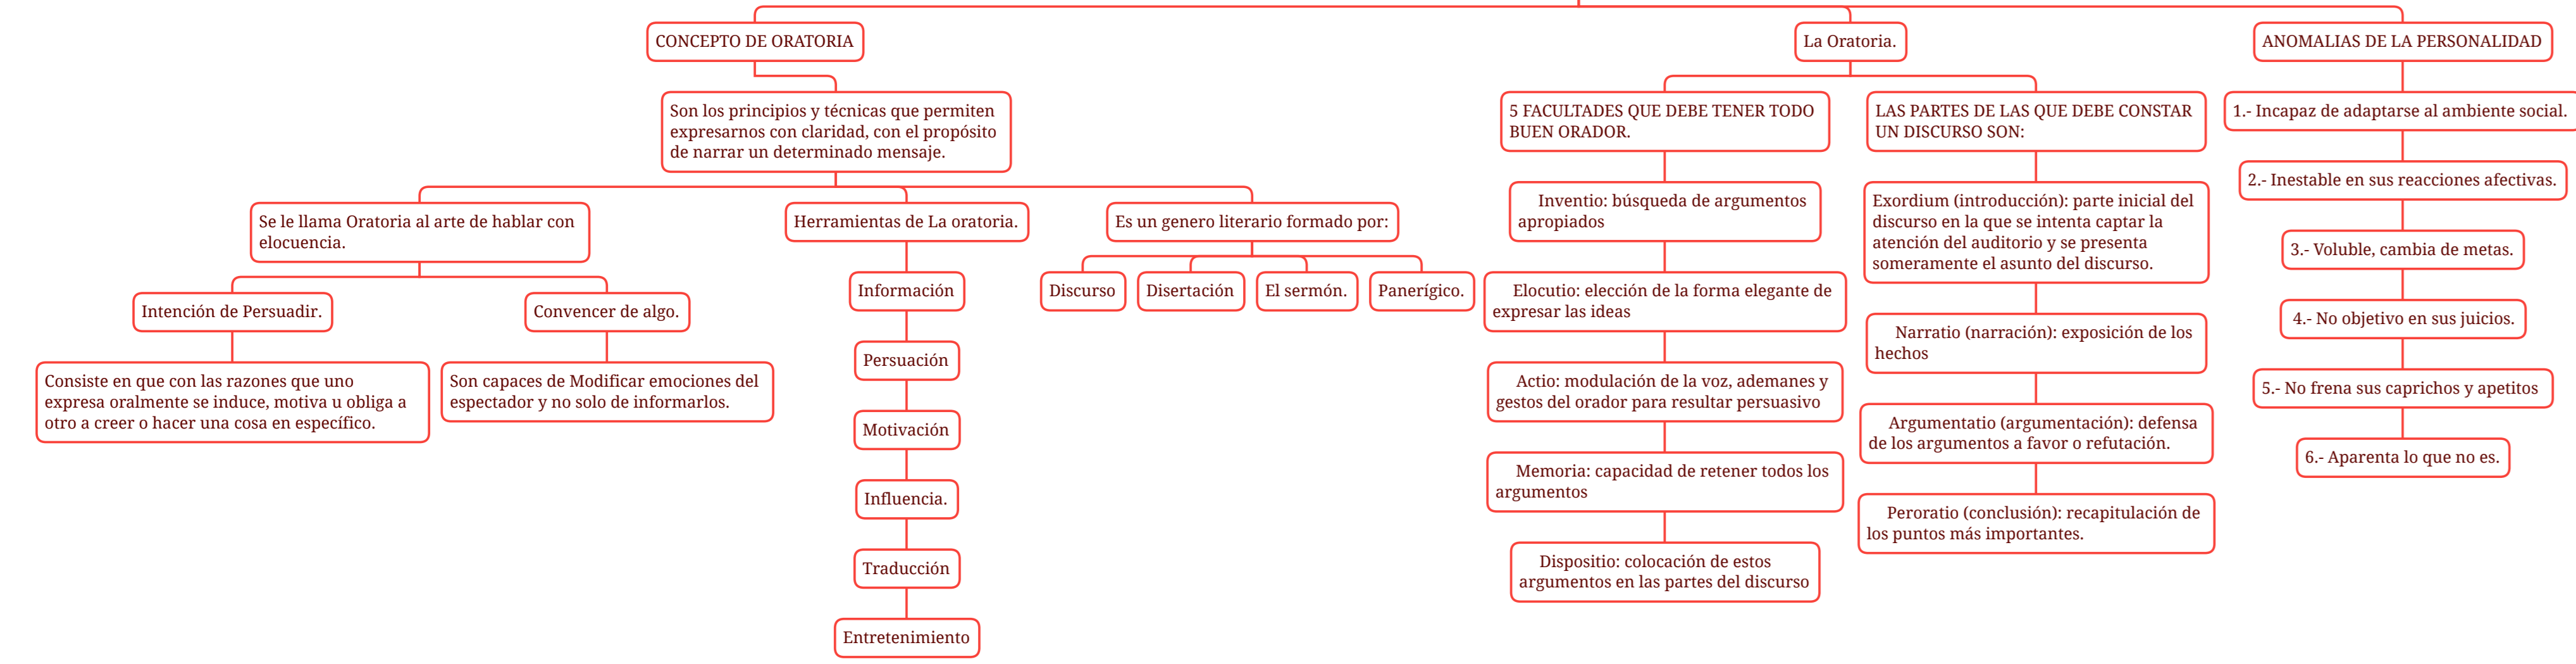 CONCEPTO DE ORATORIA
Son los principios y técnicas que permiten
expresarnos con claridad, con el propósito
de narrar un determinado mensaje.
Se le llama Oratoria al arte de hablar con
elocuencia.
Intención de Persuadir.
Consiste en que con las razones que uno
expresa oralmente se induce, motiva u obliga a
otro a creer o hacer una cosa en específico.
Convencer de algo.
Son capaces de Modificar emociones del
espectador y no solo de informarlos.
Herramientas de La oratoria.
Información
Persuación
Motivación
Influencia.
Traducción
Entretenimiento
Es un genero literario formado por:
Discurso
Disertación
El sermón.
Panerígico.
La Oratoria.
5 FACULTADES QUE DEBE TENER TODO
BUEN ORADOR.
Inventio: búsqueda de argumentos
apropiados
Elocutio: elección de la forma elegante de
expresar las ideas
Actio: modulación de la voz, ademanes y
gestos del orador para resultar persuasivo
Memoria: capacidad de retener todos los
argumentos
Dispositio: colocación de estos
argumentos en las partes del discurso
LAS PARTES DE LAS QUE DEBE CONSTAR
UN DISCURSO SON:
Exordium (introducción): parte inicial del
discurso en la que se intenta captar la
atención del auditorio y se presenta
someramente el asunto del discurso.
Narratio (narración): exposición de los
hechos
Argumentatio (argumentación): defensa
de los argumentos a favor o refutación.
Peroratio (conclusión): recapitulación de
los puntos más importantes.
ANOMALIAS DE LA PERSONALIDAD
1.- Incapaz de adaptarse al ambiente social.
2.- Inestable en sus reacciones afectivas.
3.- Voluble, cambia de metas.
4.- No objetivo en sus juicios.
5.- No frena sus caprichos y apetitos
6.- Aparenta lo que no es.